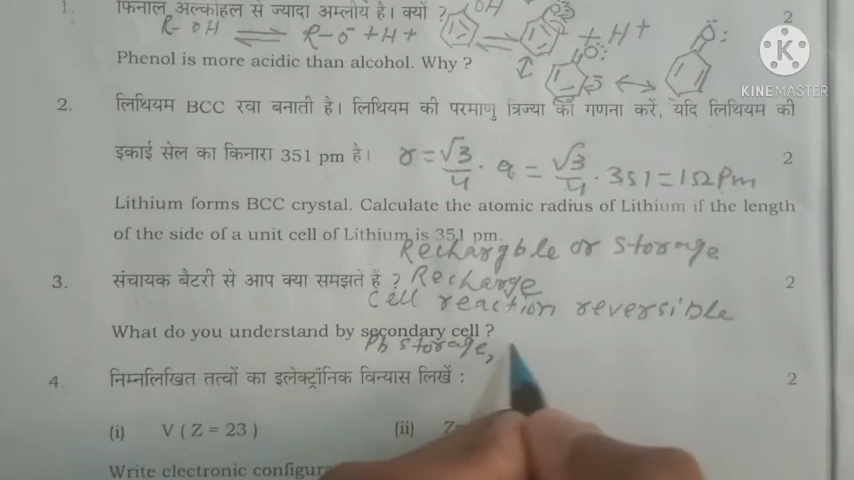 1. फिनॉल अल्कोहल से ज्यादा अम्लीय है। क्यों ? 2
R-OH ⇌ R-O⁻ + H+ OH ⇌ + H+
Phenol is more acidic than alcohol. Why ?
KINEMASTER
2. लिथियम BCC रवा बनाती है। लिथियम की परमाणु त्रिज्या की गणना करें, यदि लिथियम की
इकाई सेल का किनारा 351 pm है। r = √3/4 · a = √3/4 · 351 = 152 Pm 2
Lithium forms BCC crystal. Calculate the atomic radius of Lithium if the length
of the side of a unit cell of Lithium is 351 pm.
Rechargble or storage
3. संचायक बैटरी से आप क्या समझते हैं ? Recharge 2
Cell reaction reversible
What do you understand by secondary cell ?
Pb storage,
4. निम्नलिखित तत्वों का इलेक्ट्रॉनिक विन्यास लिखें : 2
(i) V ( Z = 23 ) (ii) Z
Write electronic configura